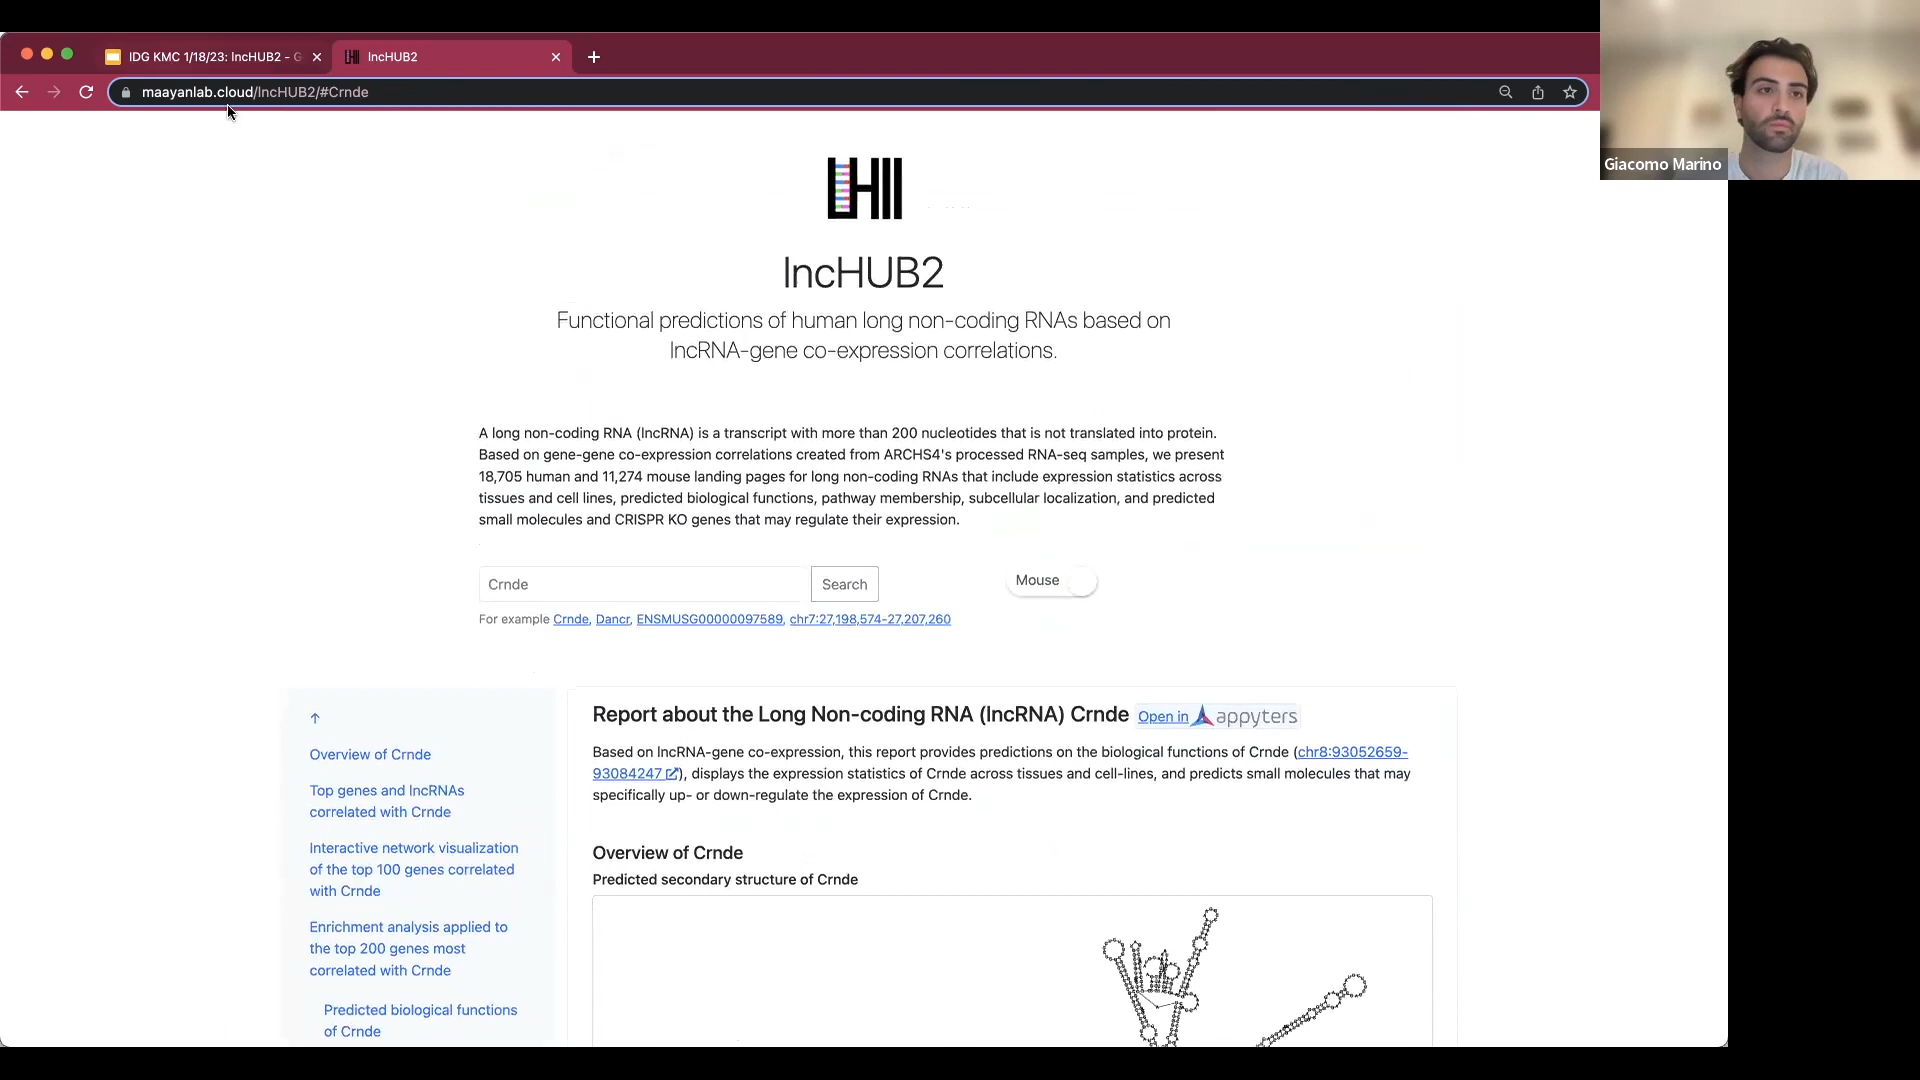 IDG KMC 1/18/23: lncHUB2 - G
lncHUB2
maayanlab.cloud/lncHUB2/#Crnde
Giacomo Marino
lncHUB2
Functional predictions of human long non-coding RNAs based on
lncRNA-gene co-expression correlations.
A long non-coding RNA (lncRNA) is a transcript with more than 200 nucleotides that is not translated into protein.
Based on gene-gene co-expression correlations created from ARCHS4's processed RNA-seq samples, we present
18,705 human and 11,274 mouse landing pages for long non-coding RNAs that include expression statistics across
tissues and cell lines, predicted biological functions, pathway membership, subcellular localization, and predicted
small molecules and CRISPR KO genes that may regulate their expression.
Crnde
Search
Mouse
For example Crnde, Dancr, ENSMUSG00000097589, chr7:27,198,574-27,207,260
↑
Overview of Crnde
Top genes and lncRNAs
correlated with Crnde
Interactive network visualization
of the top 100 genes correlated
with Crnde
Enrichment analysis applied to
the top 200 genes most
correlated with Crnde
Predicted biological functions
of Crnde
Report about the Long Non-coding RNA (lncRNA) Crnde Open in appyters
Based on lncRNA-gene co-expression, this report provides predictions on the biological functions of Crnde (chr8:93052659-
93084247), displays the expression statistics of Crnde across tissues and cell-lines, and predicts small molecules that may
specifically up- or down-regulate the expression of Crnde.
Overview of Crnde
Predicted secondary structure of Crnde